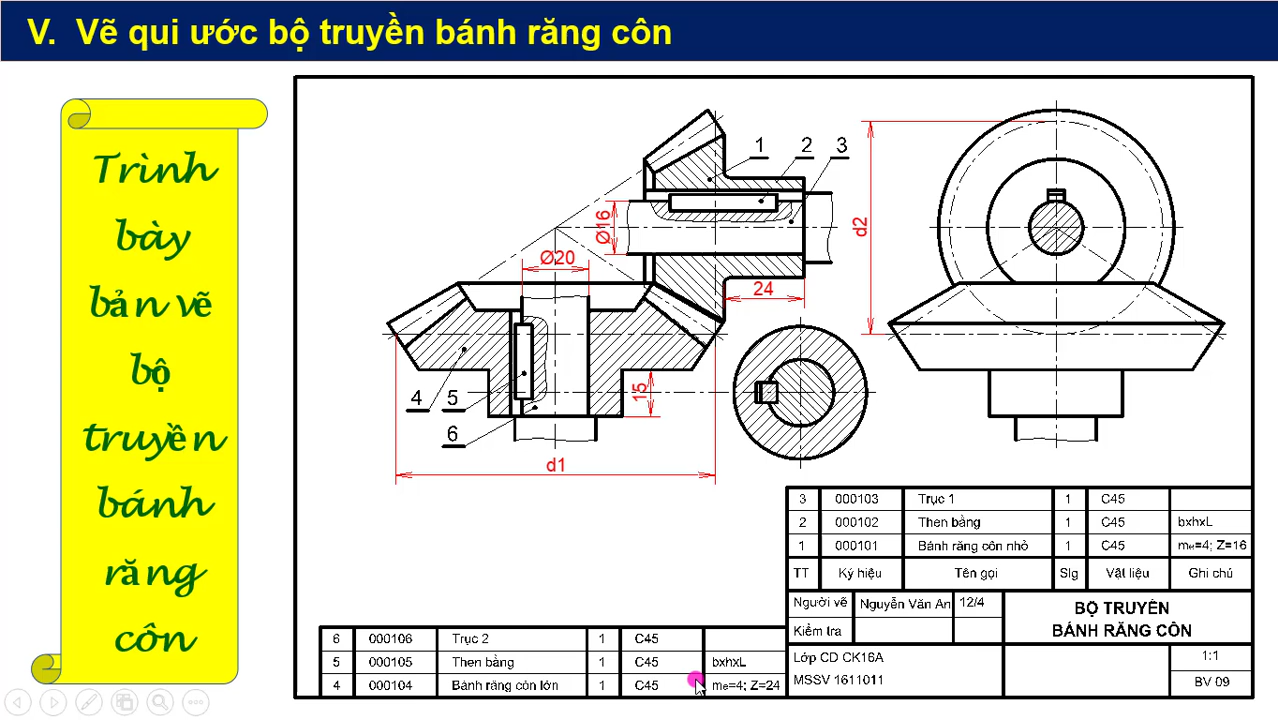 V. Vẽ qui ước bộ truyền bánh răng côn
Trình
bày
bản vẽ
bộ
truyền
bánh
răng
côn
1
2
3
d2
Ø16
Ø20
24
15
4
5
6
d1
3 000103 Trục 1 1 C45
2 000102 Then bằng 1 C45 bxhxL
1 000101 Bánh răng côn nhỏ 1 C45 me=4; Z=16
TT Ký hiệu Tên gọi Slg Vật liệu Ghi chú
Người vẽ Nguyễn Văn An 12/4
Kiểm tra
BỘ TRUYỀN
BÁNH RĂNG CÔN
Lớp CD CK16A
MSSV 1611011
1:1
BV 09
6 000106 Trục 2 1 C45
5 000105 Then bằng 1 C45 bxhxL
4 000104 Bánh răng côn lớn 1 C45 me=4; Z=24